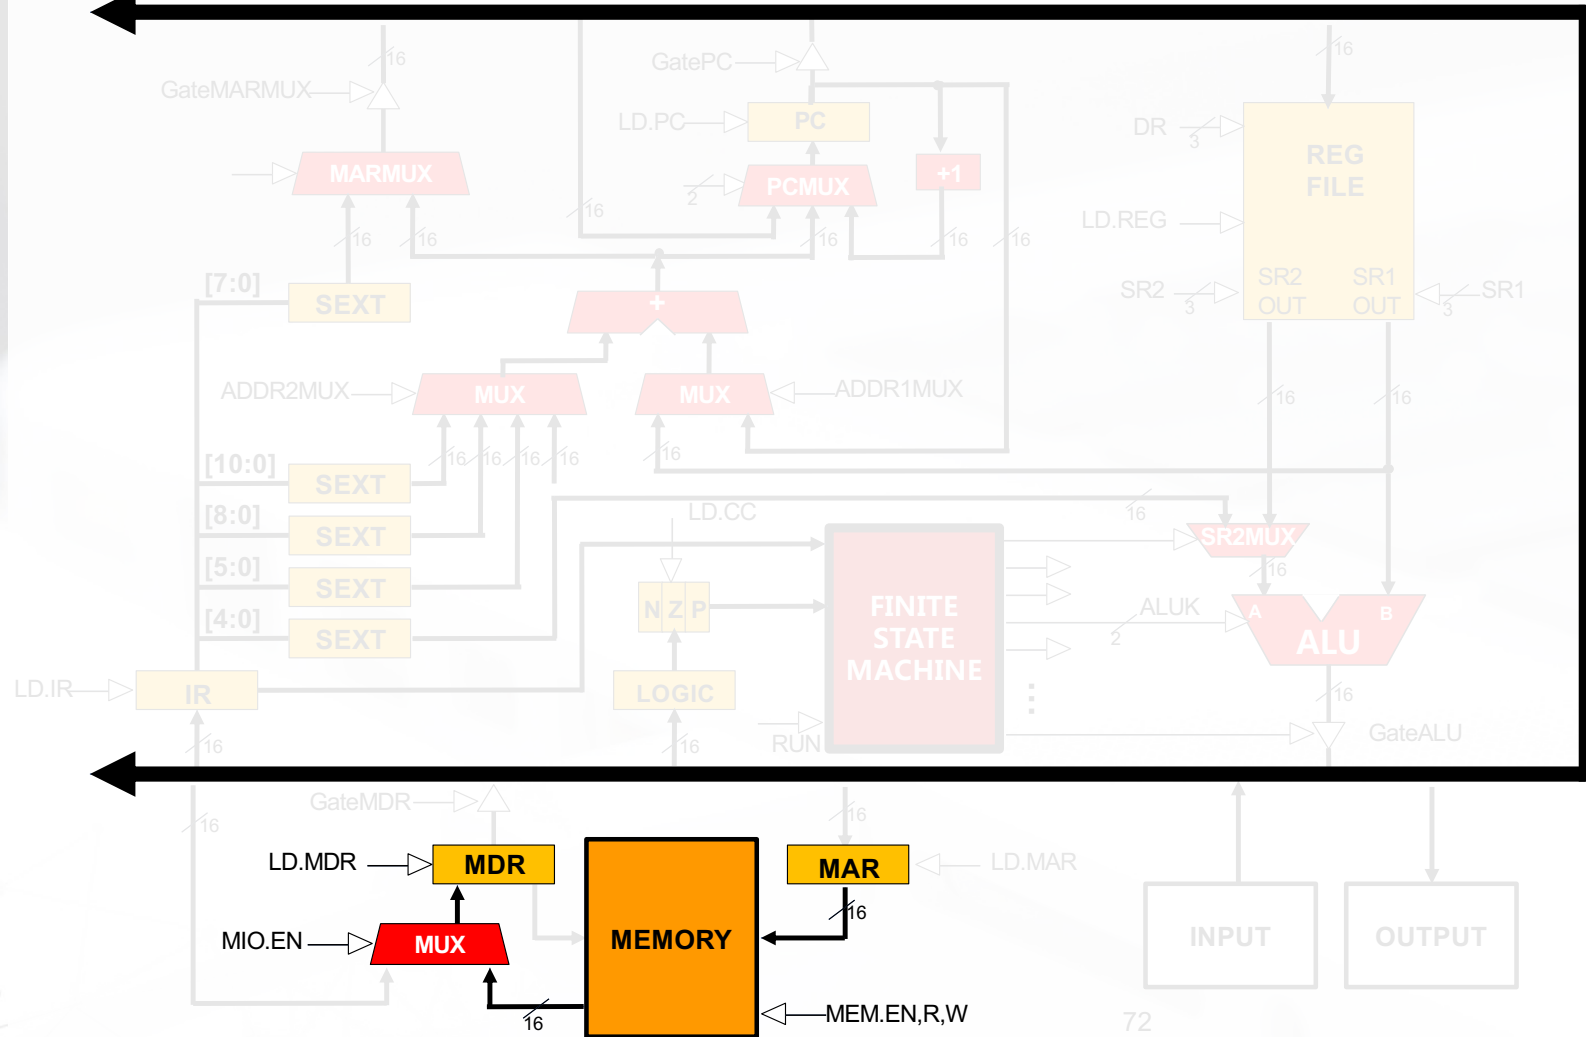 16
16
GatePC
GateMARMUX
LD.PC
PC
DR
3
REG
FILE
MARMUX
2
PCMUX
+1
16
LD.REG
16
16
16
16
16
[7:0]
SEXT
+
SR2
3
SR2
OUT
SR1
OUT
3
SR1
ADDR2MUX
MUX
MUX
ADDR1MUX
16
16
[10:0]
SEXT
16
16
16
16
16
[8:0]
SEXT
LD.CC
16
SR2MUX
[5:0]
SEXT
16
N Z P
FINITE
STATE
MACHINE
ALUK
2
A
B
ALU
[4:0]
SEXT
LD.IR
IR
LOGIC
16
16
16
RUN
GateALU
GateMDR
16
16
LD.MDR
MDR
MAR
LD.MAR
16
MIO.EN
MUX
MEMORY
INPUT
OUTPUT
16
MEM.EN,R,W
72